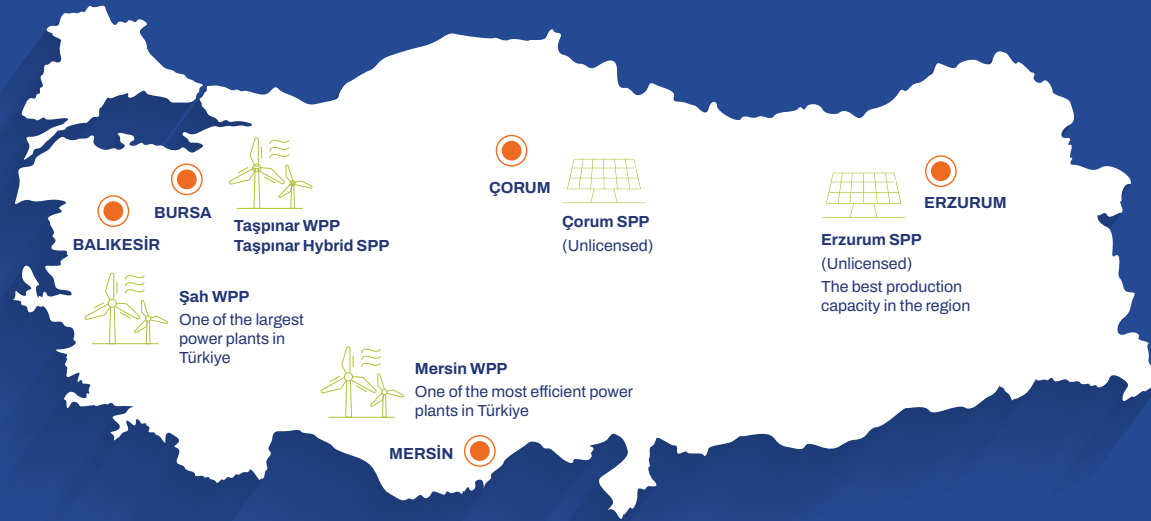 BURSA
Taşpınar WPP
Taşpınar Hybrid SPP
BALIKESİR
Şah WPP
One of the largest
power plants in
Türkiye
ÇORUM
Çorum SPP
(Unlicensed)
ERZURUM
Erzurum SPP
(Unlicensed)
The best production
capacity in the region
Mersin WPP
One of the most efficient power
plants in Türkiye
MERSİN